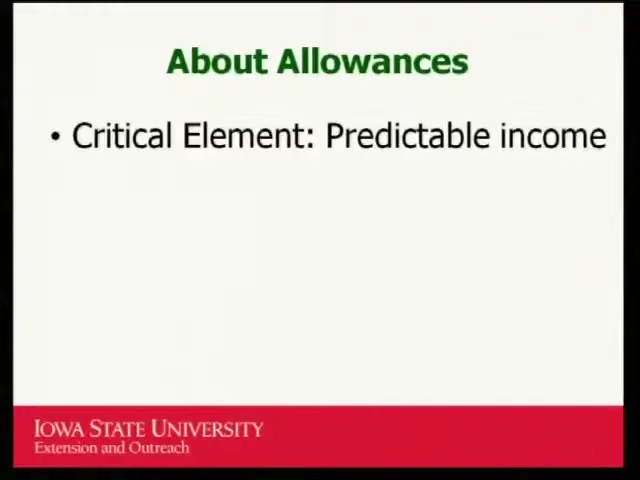 About Allowances
• Critical Element: Predictable income
IOWA STATE UNIVERSITY
Extension and Outreach